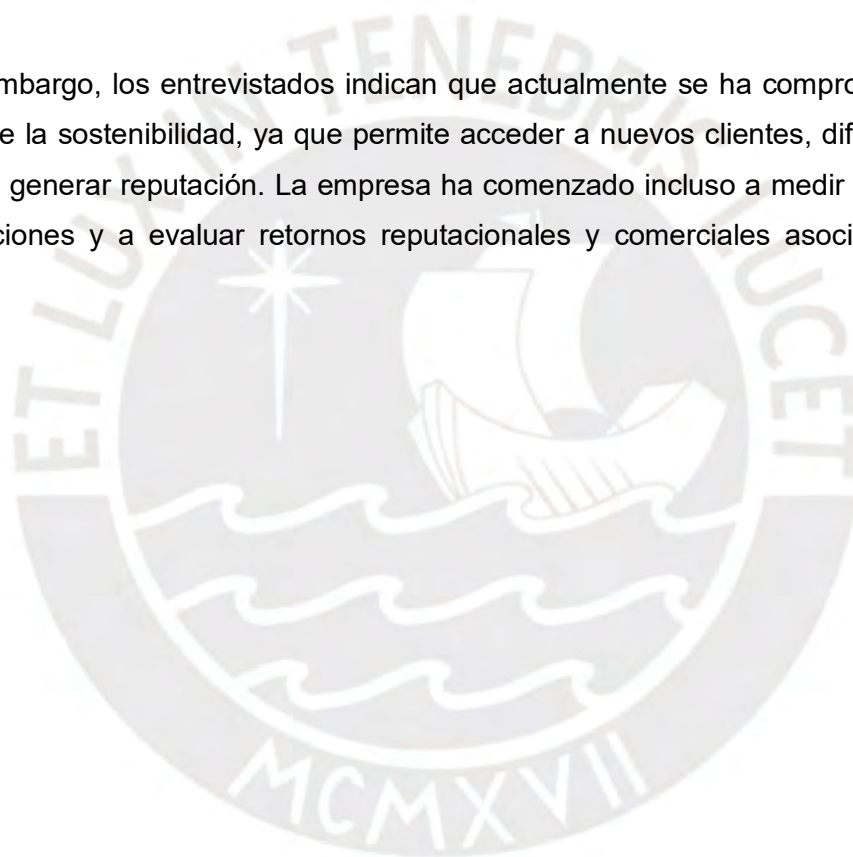 ET LUX IN TENEBRIS LUCET
mbargo, los entrevistados indican que actualmente se ha compro
e la sostenibilidad, ya que permite acceder a nuevos clientes, dif
generar reputación. La empresa ha comenzado incluso a medir
ciones y a evaluar retornos reputacionales y comerciales asoci
MCMXVII